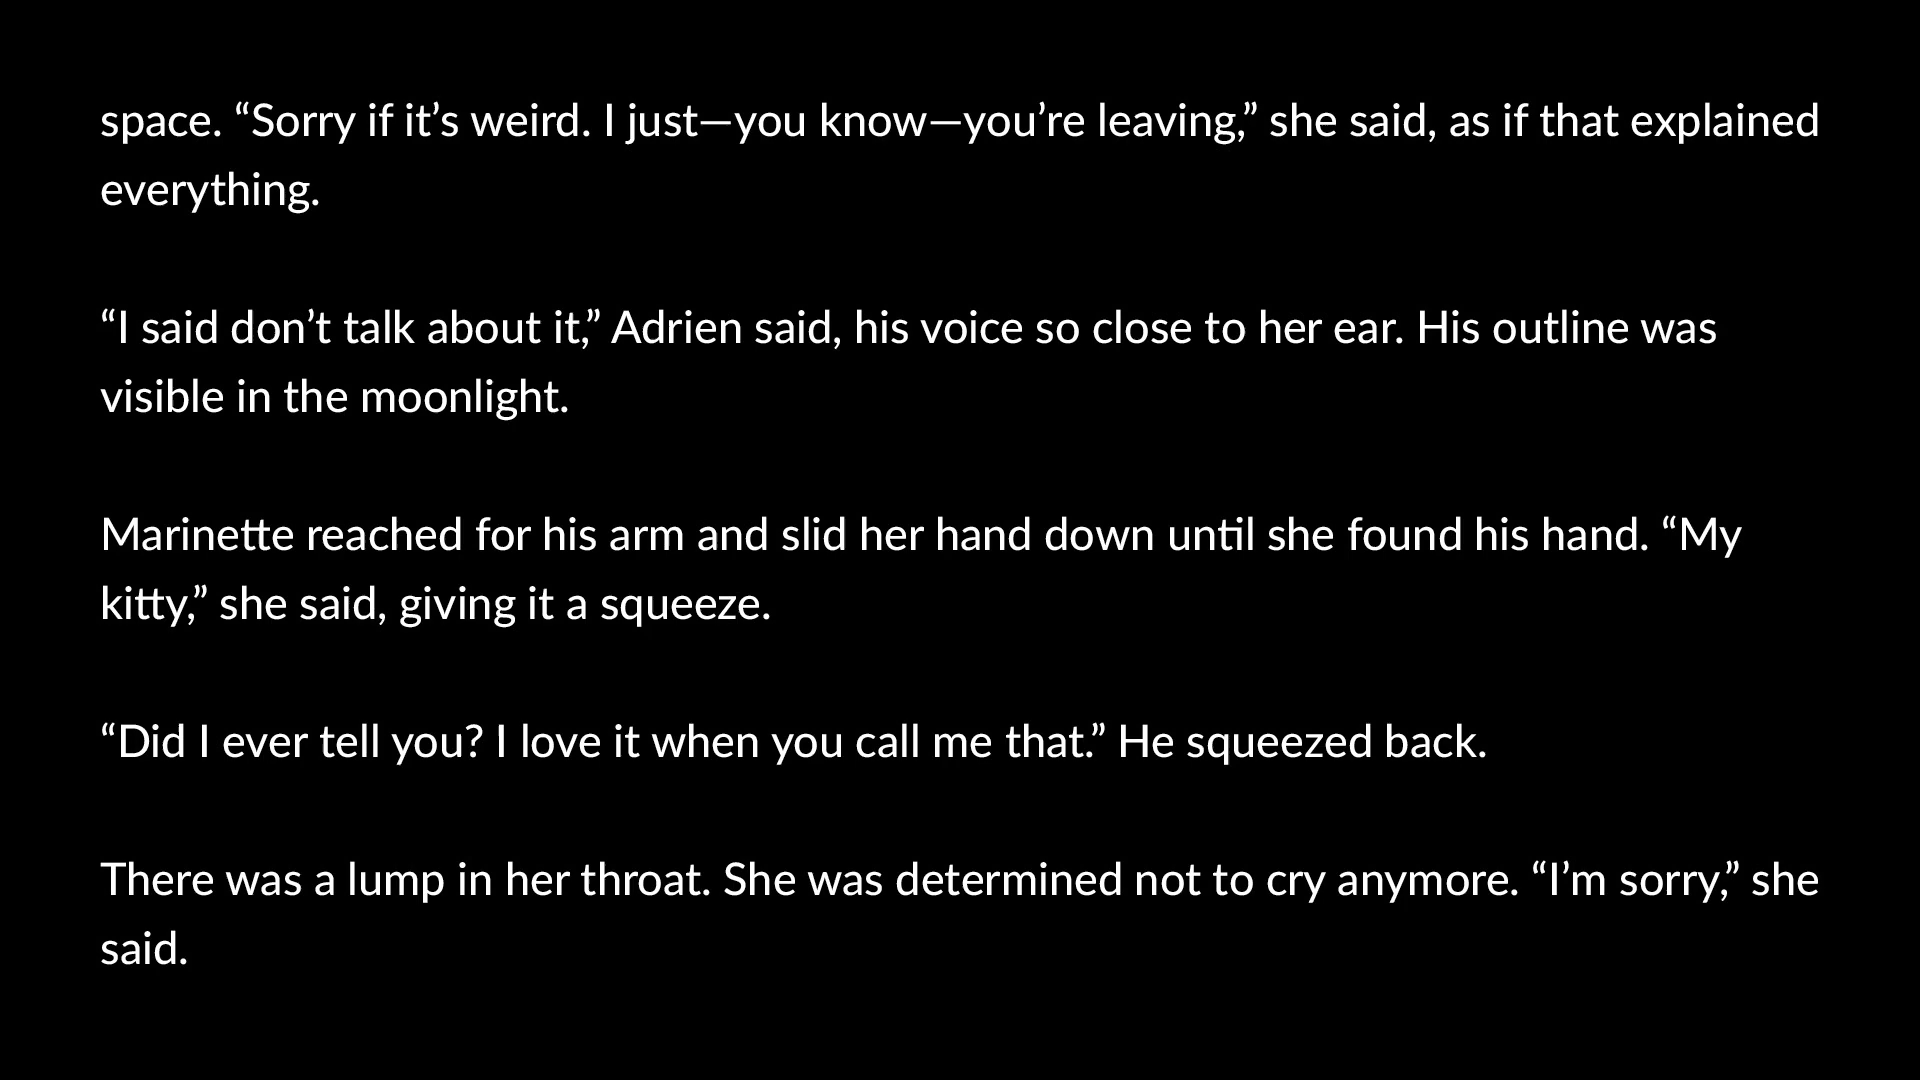 space. “Sorry if it’s weird. I just—you know—you’re leaving,” she said, as if that explained
everything.
“I said don’t talk about it,” Adrien said, his voice so close to her ear. His outline was
visible in the moonlight.
Marinette reached for his arm and slid her hand down until she found his hand. “My
kitty,” she said, giving it a squeeze.
“Did I ever tell you? I love it when you call me that.” He squeezed back.
There was a lump in her throat. She was determined not to cry anymore. “I’m sorry,” she
said.